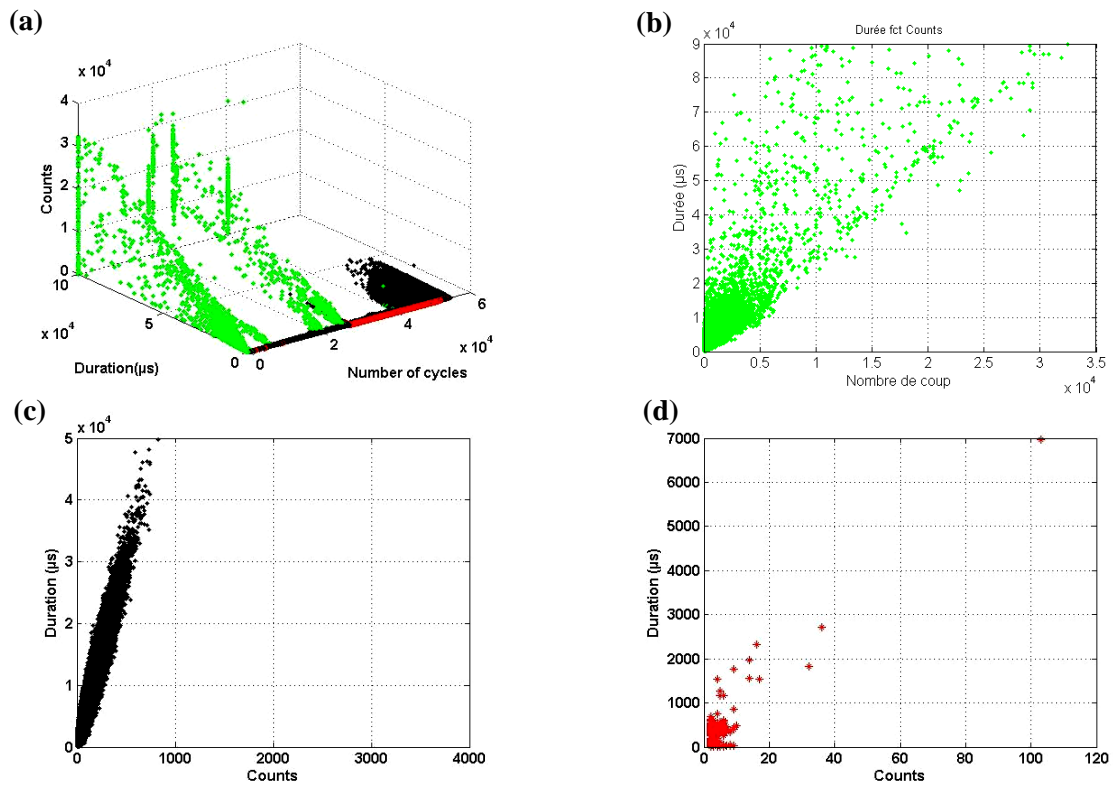 (a)
x 10^4
4
3
2
1
0
Counts
10
5
0
x 10^4
Duration(µs)
0
2
4
6
x 10^4
Number of cycles
(b)
Durée fct Counts
x 10^4
9
8
7
6
5
4
3
2
1
0
Durée (µs)
0
0.5
1
1.5
2
2.5
3
3.5
Nombre de coup
x 10^4
(c)
x 10^4
5
4
3
2
1
0
Duration (µs)
0
1000
2000
3000
4000
Counts
(d)
7000
6000
5000
4000
3000
2000
1000
0
Duration (µs)
0
20
40
60
80
100
120
Counts